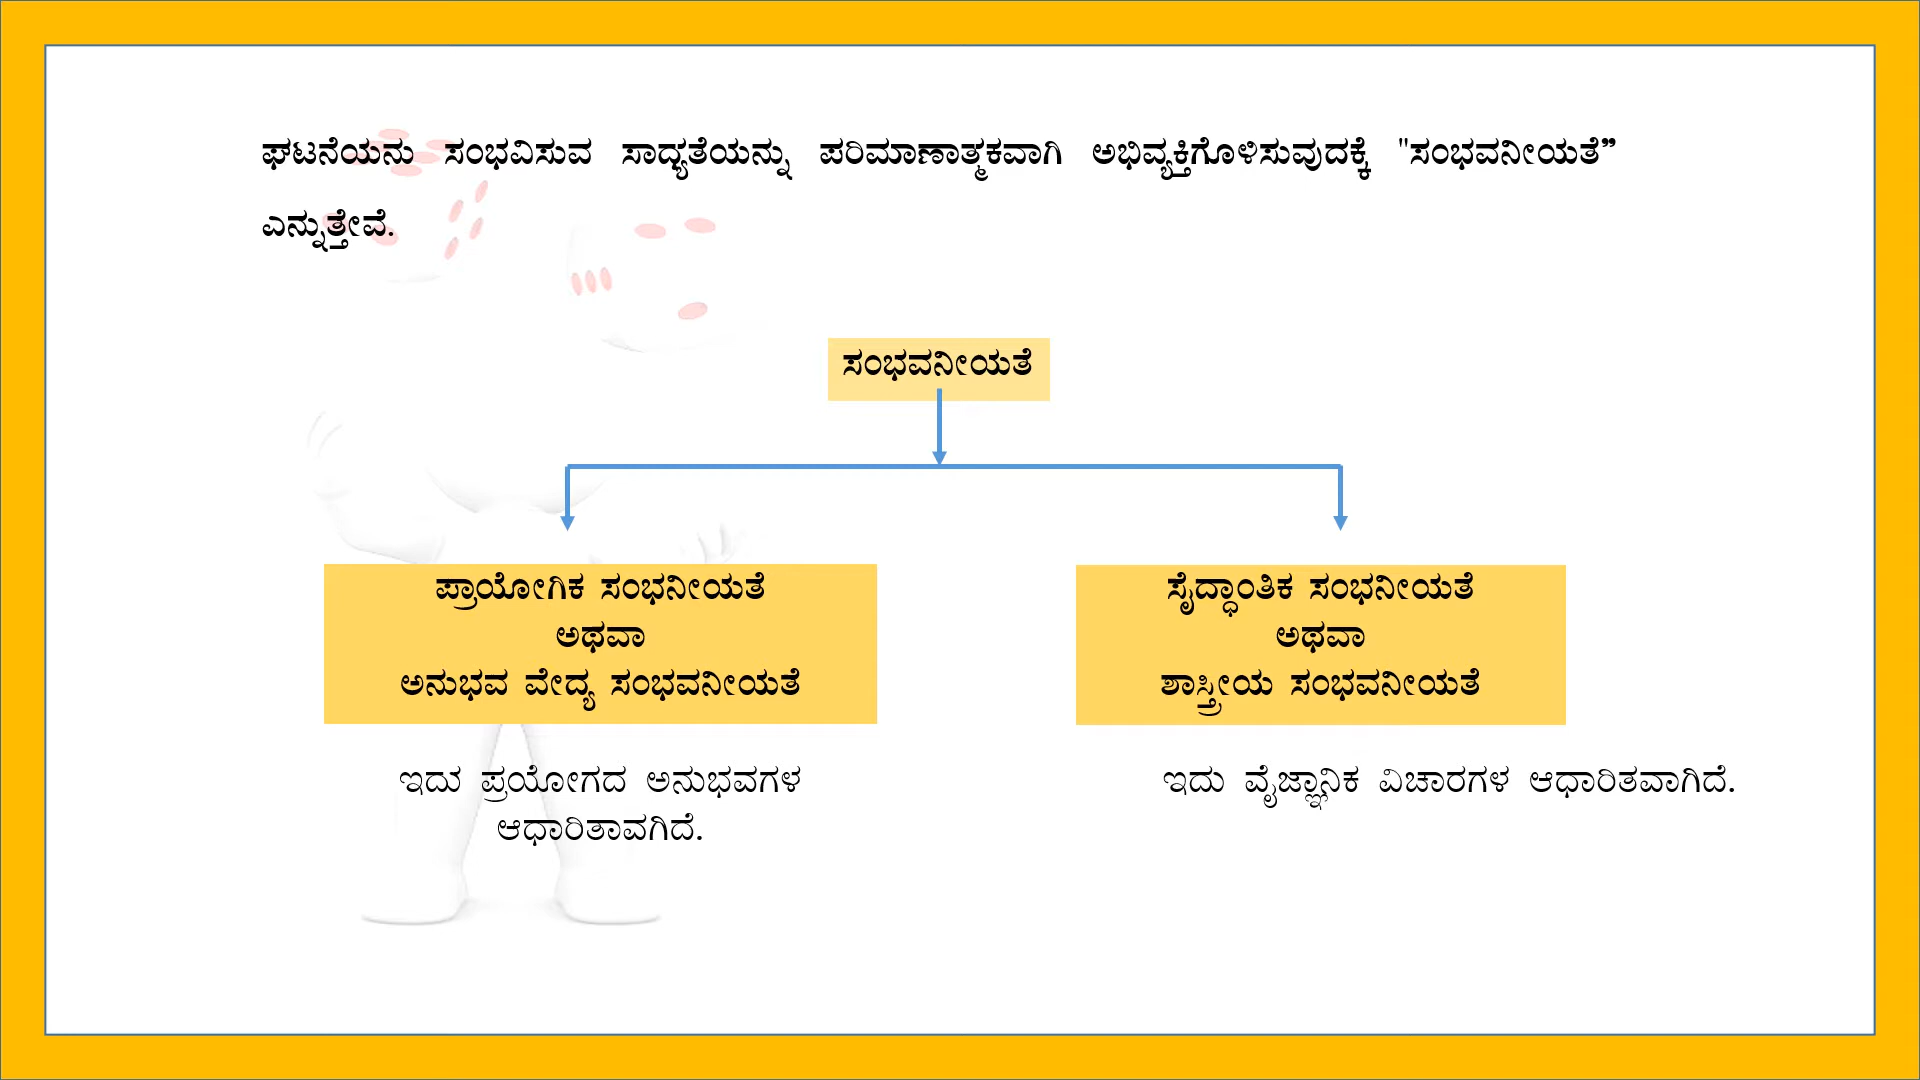 ಘಟನೆಯನು ಸಂಭವಿಸುವ ಸಾಧ್ಯತೆಯನ್ನು ಪರಿಮಾಣಾತ್ಮಕವಾಗಿ ಅಭಿವ್ಯಕ್ತಿಗೊಳಿಸುವುದಕ್ಕೆ "ಸಂಭವನೀಯತೆ”
ಎನ್ನುತ್ತೇವೆ.
ಸಂಭವನೀಯತೆ
ಪ್ರಾಯೋಗಿಕ ಸಂಭನೀಯತೆ
ಅಥವಾ
ಅನುಭವ ವೇದ್ಯ ಸಂಭವನೀಯತೆ
ಇದು ಪ್ರಯೋಗದ ಅನುಭವಗಳ
ಆಧಾರಿತಾವಗಿದೆ.
ಸೈದ್ಧಾಂತಿಕ ಸಂಭನೀಯತೆ
ಅಥವಾ
ಶಾಸ್ತ್ರೀಯ ಸಂಭವನೀಯತೆ
ಇದು ವೈಜ್ಞಾನಿಕ ವಿಚಾರಗಳ ಆಧಾರಿತವಾಗಿದೆ.